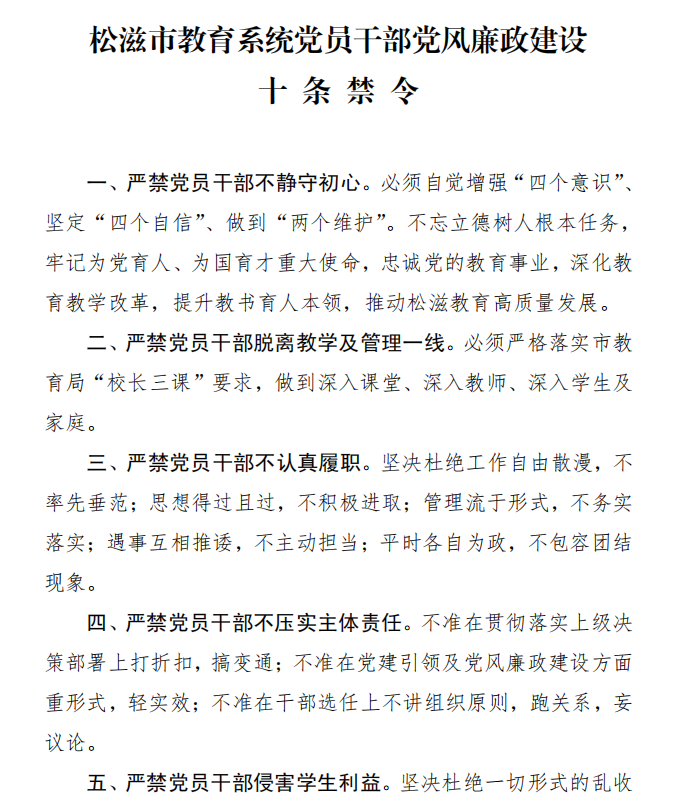 松滋市教育系统党员干部党风廉政建设
十条禁令
一、严禁党员干部不静守初心。必须自觉增强“四个意识”、
坚定“四个自信”、做到“两个维护”。不忘立德树人根本任务，
牢记为党育人、为国育才重大使命，忠诚党的教育事业，深化教
育教学改革，提升教书育人本领，推动松滋教育高质量发展。
二、严禁党员干部脱离教学及管理一线。必须严格落实市教
育局“校长三课”要求，做到深入课堂、深入教师、深入学生及
家庭。
三、严禁党员干部不认真履职。坚决杜绝工作自由散漫，不
率先垂范；思想得过且过，不积极进取；管理流于形式，不务实
落实；遇事互相推诿，不主动担当；平时各自为政，不包容团结
现象。
四、严禁党员干部不压实主体责任。不准在贯彻落实上级决
策部署上打折扣，搞变通；不准在党建引领及党风廉政建设方面
重形式，轻实效；不准在干部选任上不讲组织原则，跑关系，妄
议论。
五、严禁党员干部侵害学生利益。坚决杜绝一切形式的乱收